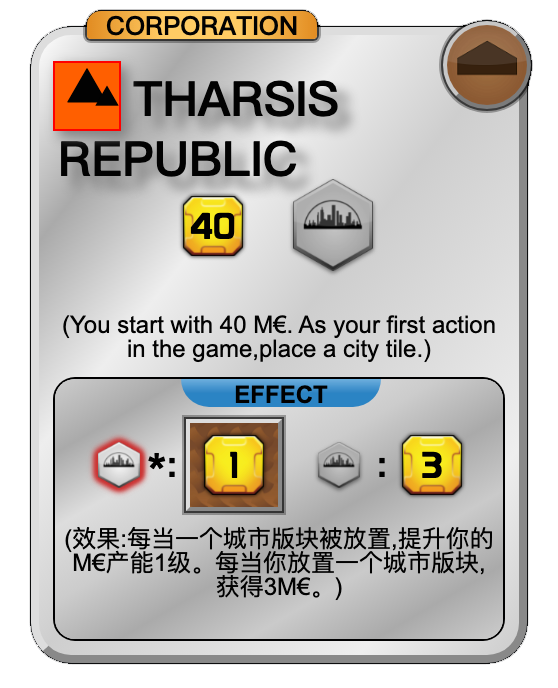 CORPORATION
THARSIS
REPUBLIC
40
(You start with 40 M€. As your first action
in the game,place a city tile.)
EFFECT
*: 1 : 3
(效果:每当一个城市版块被放置,提升你的
M€产能1级。每当你放置一个城市版块,
获得3M€。)